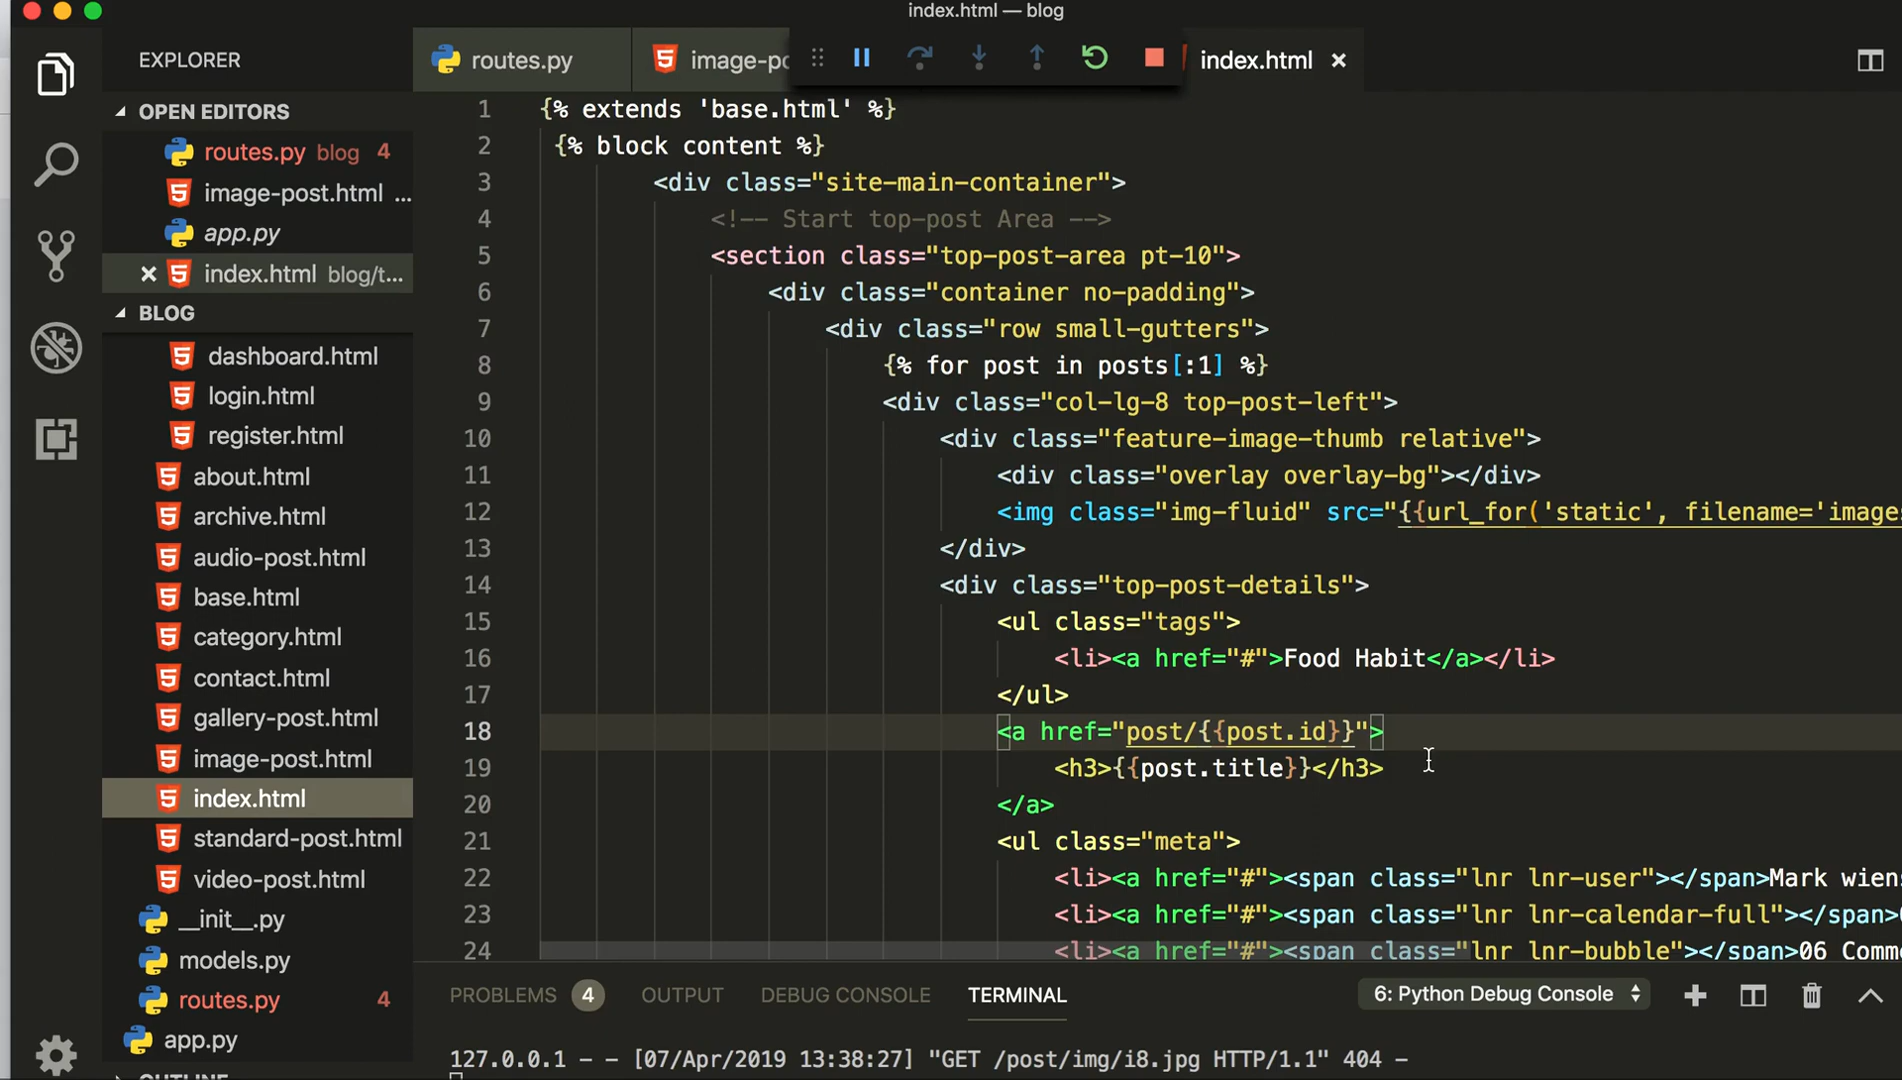 index.html — blog
EXPLORER
routes.py
image-po
index.html
OPEN EDITORS
routes.py blog 4
image-post.html ...
app.py
index.html blog/t...
BLOG
dashboard.html
login.html
register.html
about.html
archive.html
audio-post.html
base.html
category.html
contact.html
gallery-post.html
image-post.html
index.html
standard-post.html
video-post.html
__init__.py
models.py
routes.py 4
app.py
OUTLINE
1 {% extends 'base.html' %}
2 {% block content %}
3 <div class="site-main-container">
4 <!-- Start top-post Area -->
5 <section class="top-post-area pt-10">
6 <div class="container no-padding">
7 <div class="row small-gutters">
8 {% for post in posts[:1] %}
9 <div class="col-lg-8 top-post-left">
10 <div class="feature-image-thumb relative">
11 <div class="overlay overlay-bg"></div>
12 <img class="img-fluid" src="{{url_for('static', filename='images
13 </div>
14 <div class="top-post-details">
15 <ul class="tags">
16 <li><a href="#">Food Habit</a></li>
17 </ul>
18 <a href="post/{{post.id}}">
19 <h3>{{post.title}}</h3>
20 </a>
21 <ul class="meta">
22 <li><a href="#"><span class="lnr lnr-user"></span>Mark wiens
23 <li><a href="#"><span class="lnr lnr-calendar-full"></span>
24 <li><a href="#"><span class="lnr lnr-bubble"></span>06 Comme
PROBLEMS 4 OUTPUT DEBUG CONSOLE TERMINAL 6: Python Debug Console
127.0.0.1 - - [07/Apr/2019 13:38:27] "GET /post/img/i8.jpg HTTP/1.1" 404 -